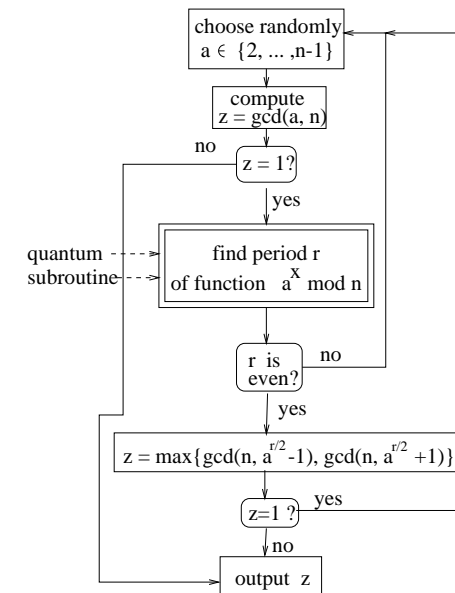 choose randomly
a ∈ {2, ... ,n-1}
compute
z = gcd(a, n)
no
z = 1?
yes
quantum
subroutine
find period r
of function a^x mod n
r is
even?
no
yes
z = max{gcd(n, a^{r/2} -1), gcd(n, a^{r/2} +1)}
z=1 ?
yes
no
output z